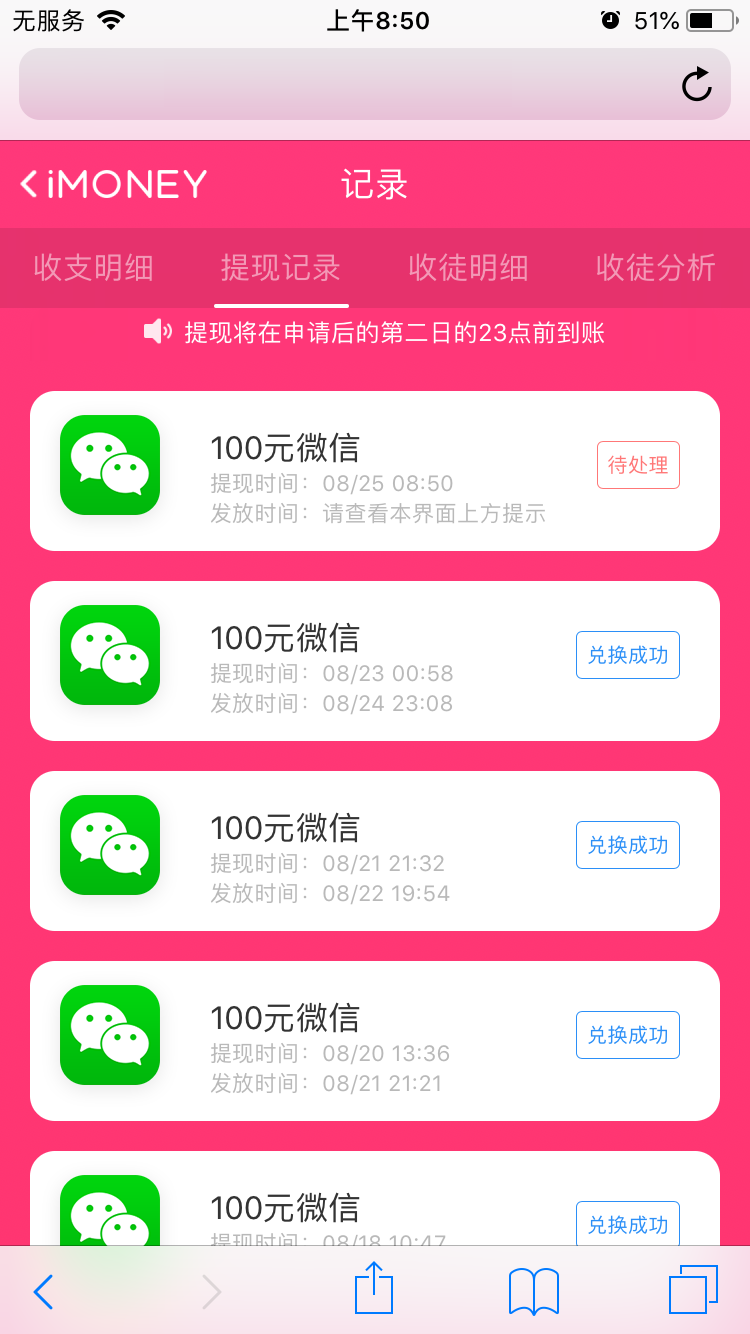 无服务 上午8:50 51%
iMONEY 记录
收支明细 提现记录 收徒明细 收徒分析
提现将在申请后的第二日的23点前到账
100元微信
提现时间：08/25 08:50
发放时间：请查看本界面上方提示
待处理
100元微信
提现时间：08/23 00:58
发放时间：08/24 23:08
兑换成功
100元微信
提现时间：08/21 21:32
发放时间：08/22 19:54
兑换成功
100元微信
提现时间：08/20 13:36
发放时间：08/21 21:21
兑换成功
100元微信
提现时间：08/18 10:47
兑换成功